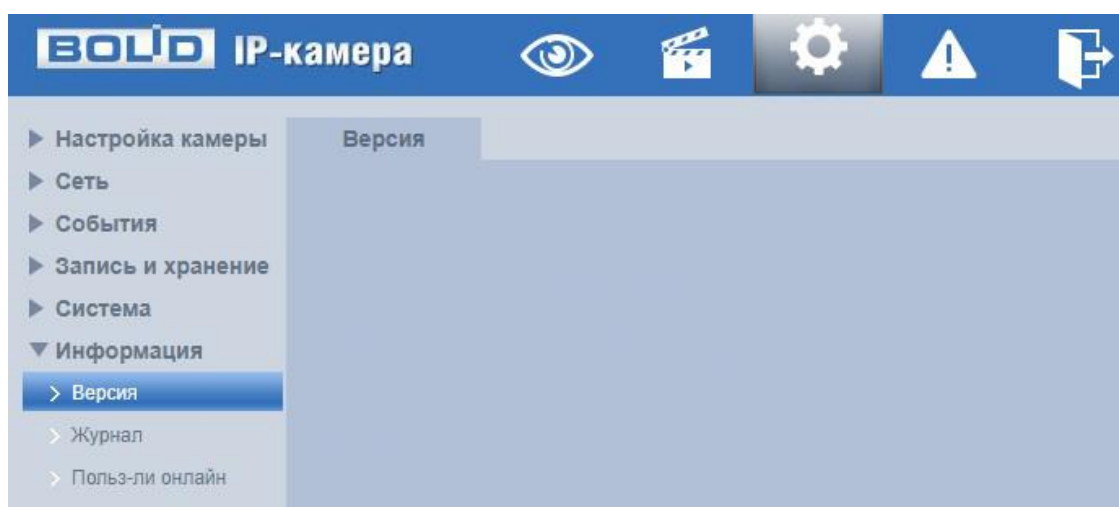 BOLID IP-камера
Настройка камеры
Версия
Сеть
События
Запись и хранение
Система
Информация
Версия
Журнал
Польз-ли онлайн